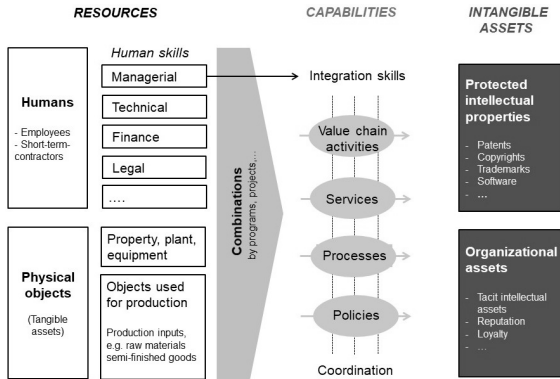 RESOURCES
CAPABILITIES
INTANGIBLE
ASSETS
Human skills
Humans
- Employees
- Short-term-
contractors
Managerial
Technical
Finance
Legal
....
Physical
objects
(Tangible
assets)
Property, plant,
equipment
Objects used
for production
Production inputs,
e.g. raw materials
semi-finished goods
Combinations
by programs, projects,...
Integration skills
Value chain
activities
Services
Processes
Policies
Coordination
Protected
intellectual
properties
- Patents
- Copyrights
- Trademarks
- Software
- ...
Organizational
assets
- Tacit intellectual
assets
- Reputation
- Loyalty
- ...